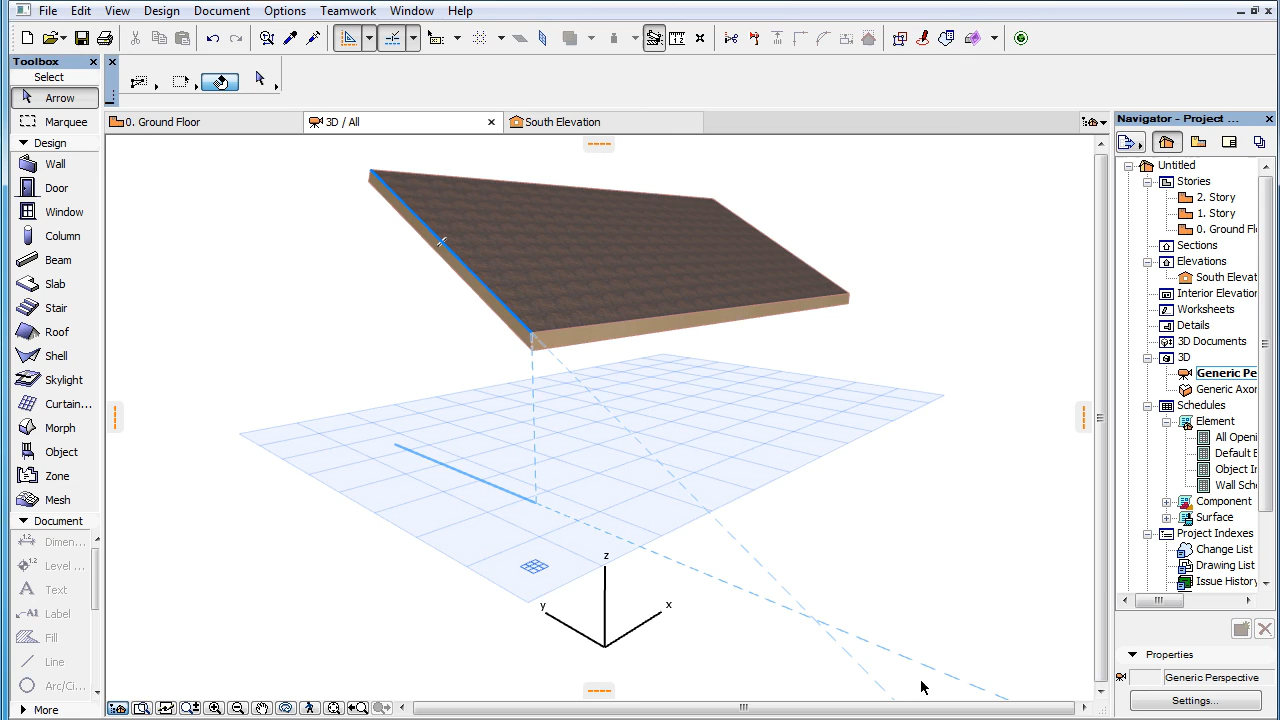 File Edit View Design Document Options Teamwork Window Help
Toolbox
Select
Arrow
Marquee
Design
Wall
Door
Window
Column
Beam
Slab
Stair
Roof
Shell
Skylight
Curtain...
Morph
Object
Zone
Mesh
Document
Dimen...
Level ...
Text
Label
Fill
Line
Arc/Ci...
More
0. Ground Floor
3D / All
South Elevation
z
y
x
Navigator - Project ...
Untitled
Stories
2. Story
1. Story
0. Ground Fl
Sections
Elevations
South Elevat
Interior Elevation
Worksheets
Details
3D Documents
3D
Generic Pe
Generic Axor
Schedules
Element
All Openi
Default E
Object In
Wall Sche
Component
Surface
Project Indexes
Change List
Drawing List
Issue History
Properties
Generic Perspective
Settings...